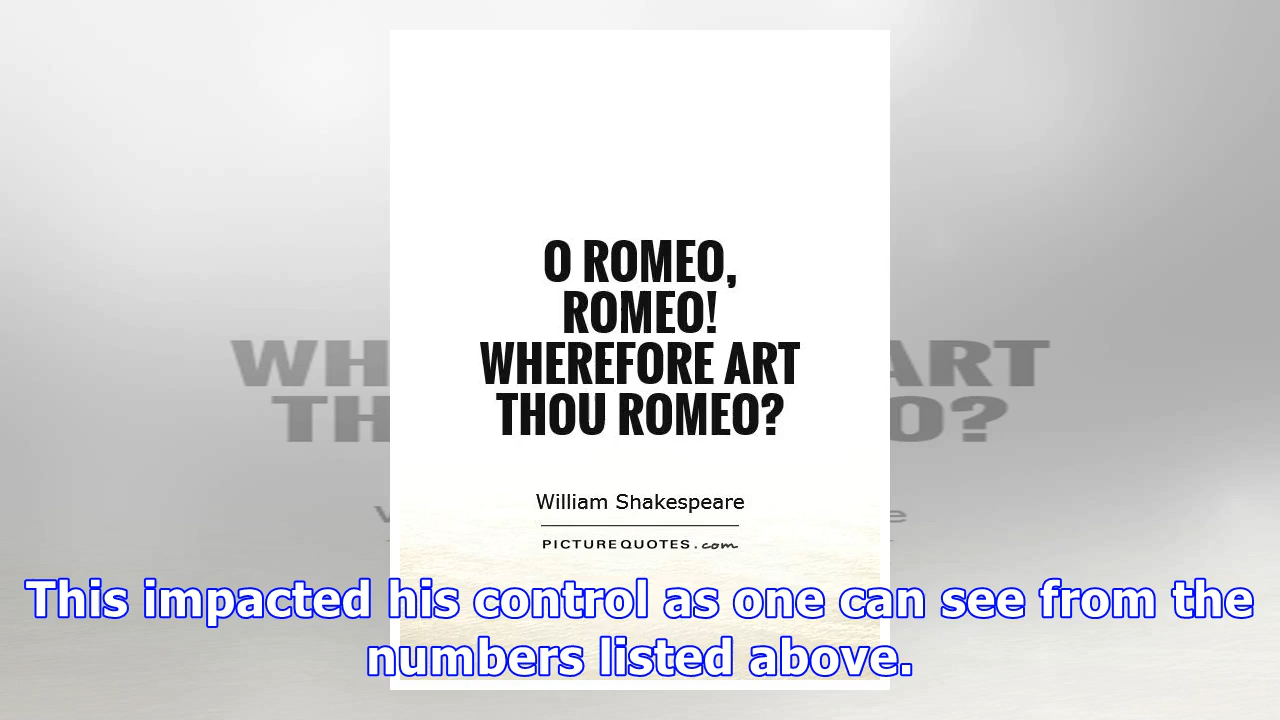 O ROMEO,
ROMEO!
WHEREFORE ART
THOU ROMEO?
William Shakespeare
PICTUREQUOTES.com
This impacted his control as one can see from the
numbers listed above.